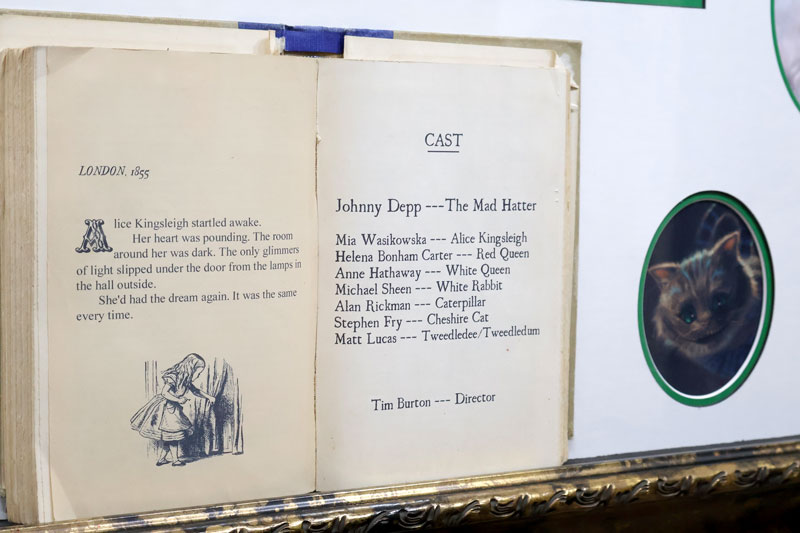 LONDON, 1855
Alice Kingsleigh startled awake.
Her heart was pounding. The room
around her was dark. The only glimmers
of light slipped under the door from the lamps in
the hall outside.
She'd had the dream again. It was the same
every time.
CAST
Johnny Depp ---The Mad Hatter
Mia Wasikowska --- Alice Kingsleigh
Helena Bonham Carter --- Red Queen
Anne Hathaway --- White Queen
Michael Sheen --- White Rabbit
Alan Rickman --- Caterpillar
Stephen Fry --- Cheshire Cat
Matt Lucas --- Tweedledee/Tweedledum
Tim Burton --- Director